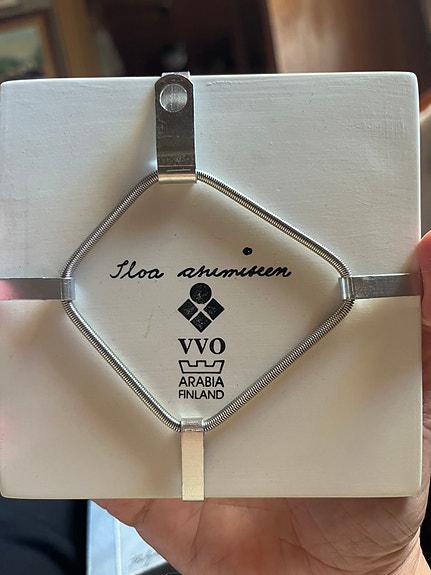 Iloa asumiseen
VVO
ARABIA
FINLAND